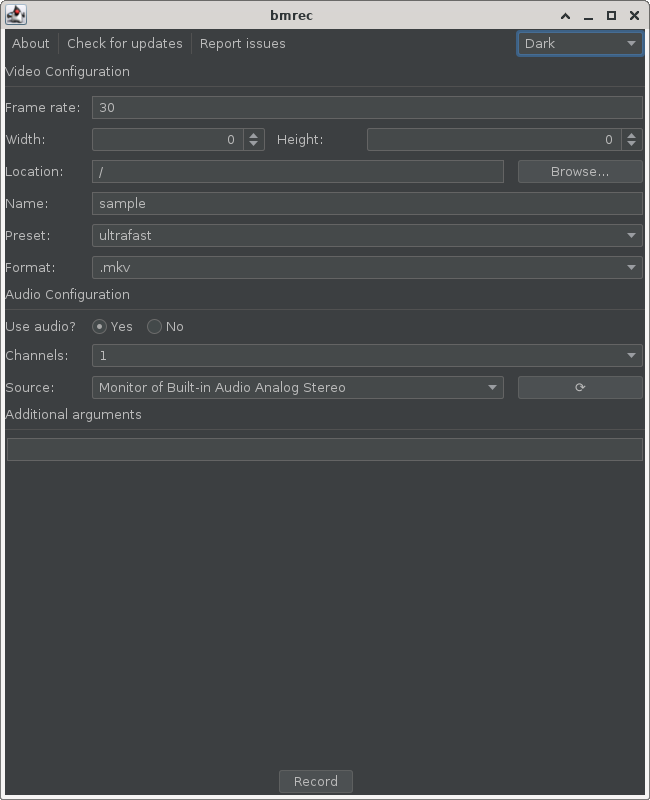 bmrec
About Check for updates Report issues Dark
Video Configuration
Frame rate: 30
Width: 0 Height: 0
Location: / Browse...
Name: sample
Preset: ultrafast
Format: .mkv
Audio Configuration
Use audio? Yes No
Channels: 1
Source: Monitor of Built-in Audio Analog Stereo ⟳
Additional arguments
Record